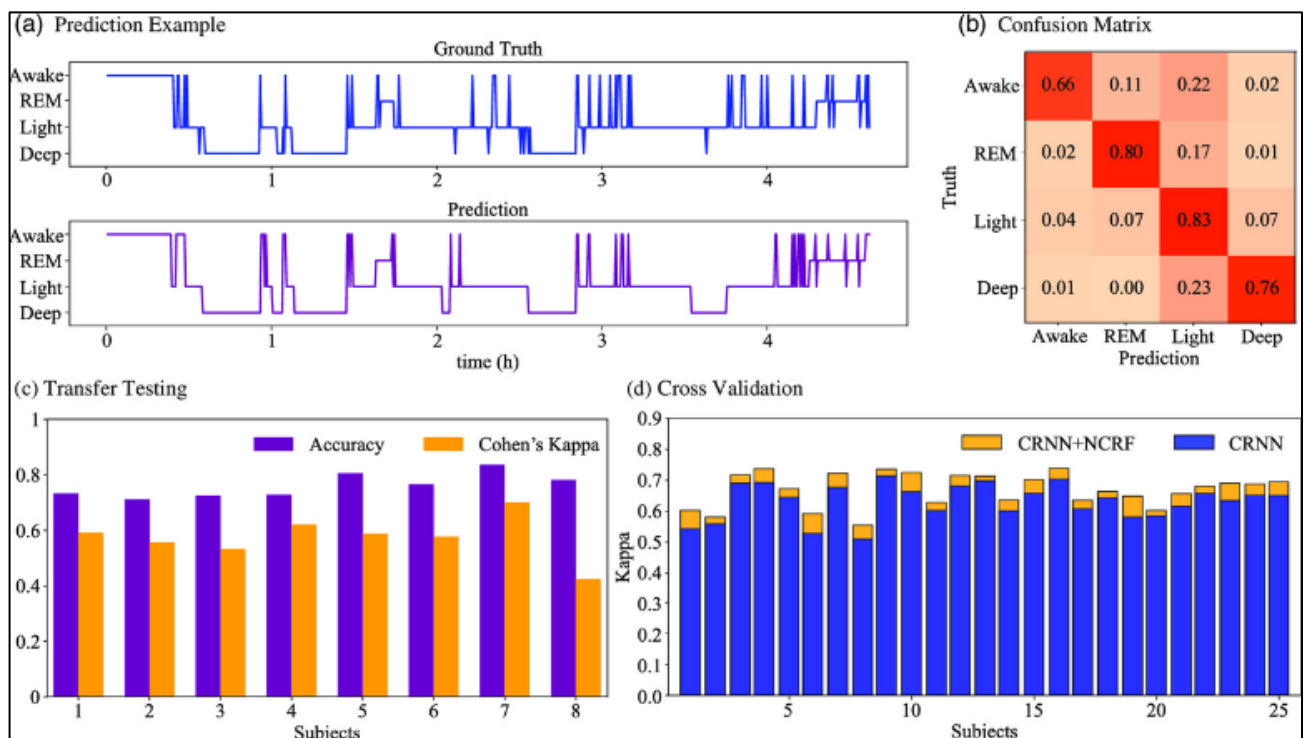 (a) Prediction Example
Ground Truth
Awake
REM
Light
Deep
0 1 2 3 4
Prediction
Awake
REM
Light
Deep
0 1 2 3 4
time (h)
(b) Confusion Matrix
Truth
Awake 0.66 0.11 0.22 0.02
REM 0.02 0.80 0.17 0.01
Light 0.04 0.07 0.83 0.07
Deep 0.01 0.00 0.23 0.76
Awake REM Light Deep
Prediction
(c) Transfer Testing
1
0.8
0.6
0.4
0.2
0
Accuracy Cohen's Kappa
1 2 3 4 5 6 7 8
Subjects
(d) Cross Validation
Kappa
0.9
0.8
0.7
0.6
0.5
0.4
0.3
0.2
0.1
0.0
CRNN+NCRF CRNN
5 10 15 20 25
Subjects